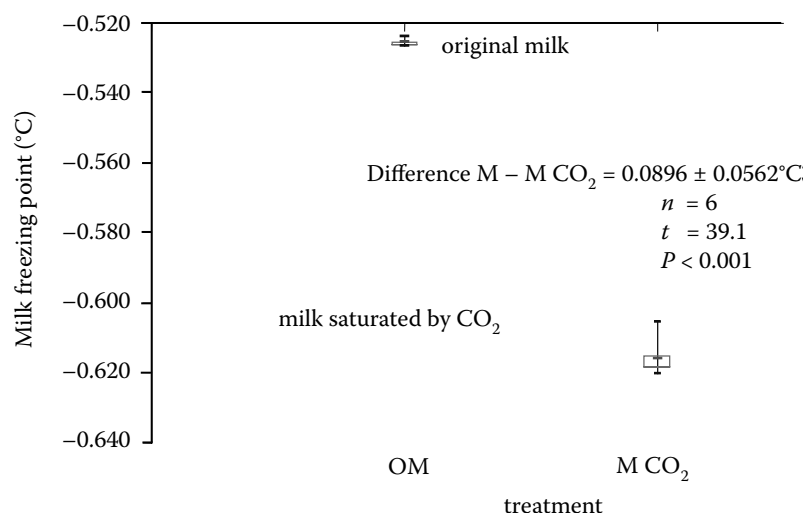 −0.520
−0.540
−0.560
−0.580
−0.600
−0.620
−0.640
Milk freezing point (°C)
original milk
Difference M – M CO₂ = 0.0896 ± 0.0562°C
n = 6
t = 39.1
P < 0.001
milk saturated by CO₂
OM
M CO₂
treatment